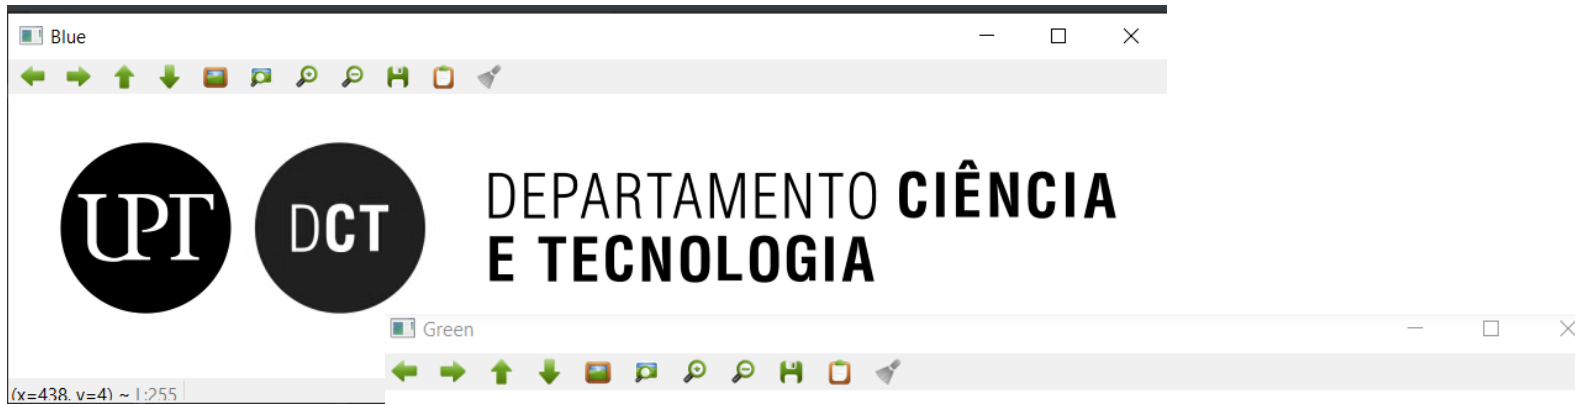 Blue
UPT DCT DEPARTAMENTO CIÊNCIA
E TECNOLOGIA
Green
(x=438, y=4) ~ L:255